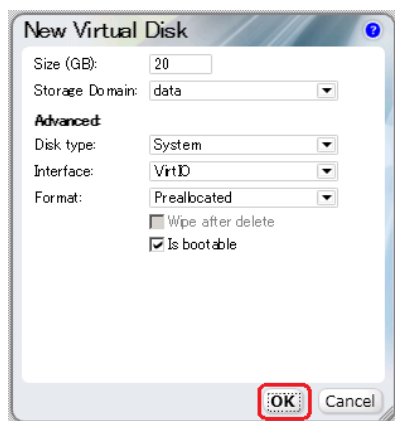 New Virtual Disk
?
Size (GB): 20
Storage Domain: data
Advanced:
Disk type: System
Interface: VirtIO
Format: Preallocated
Wipe after delete
Is bootable
OK Cancel